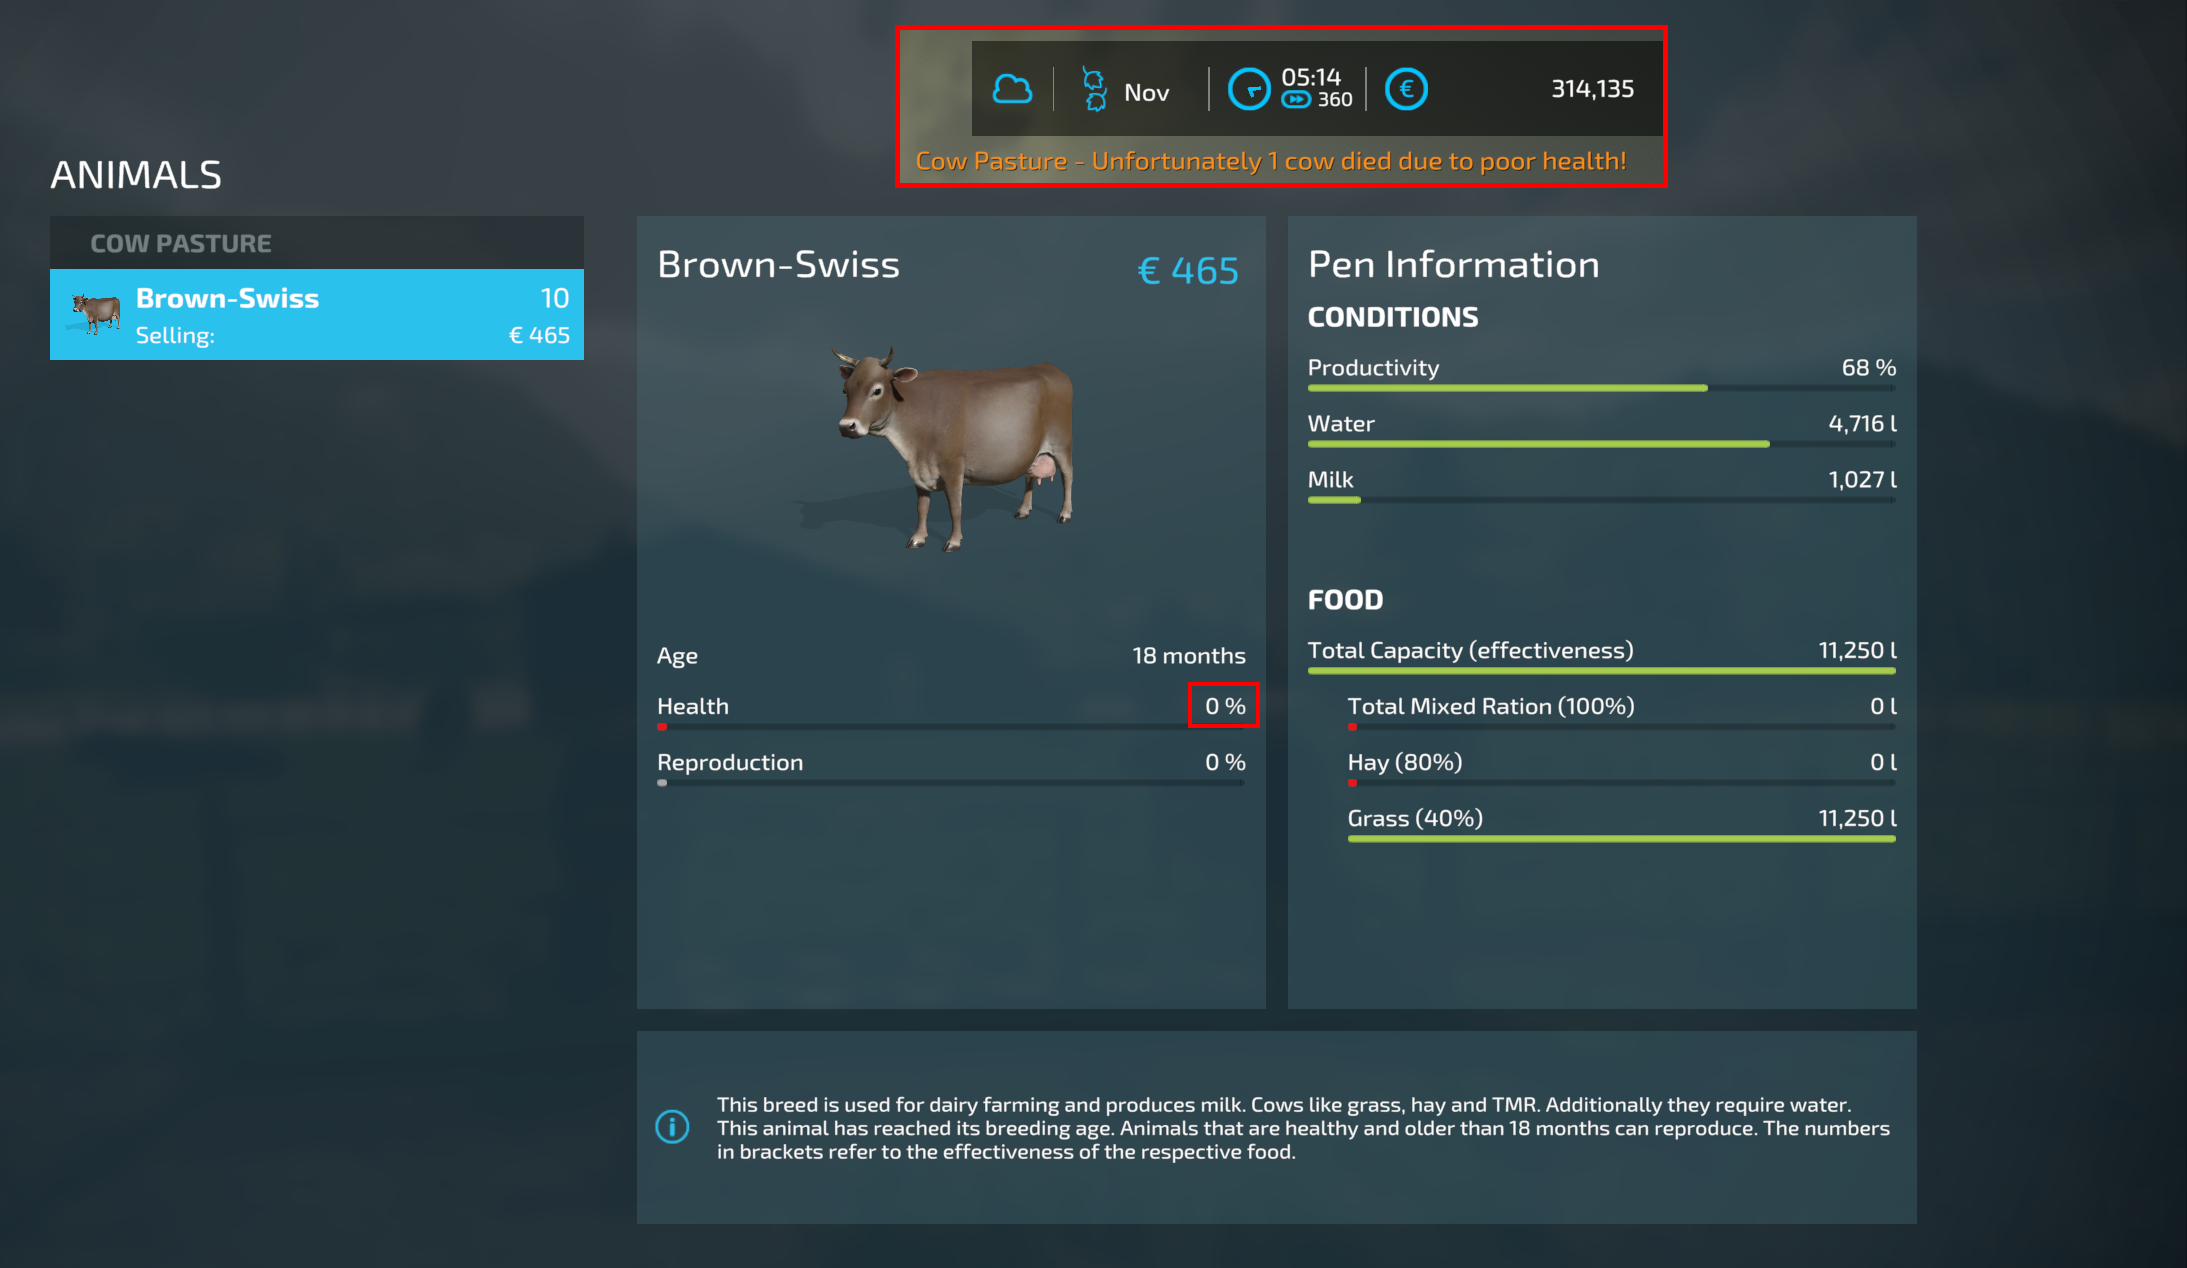 Nov
05:14
360
314,135
Cow Pasture - Unfortunately 1 cow died due to poor health!
ANIMALS
COW PASTURE
Brown-Swiss 10
Selling: € 465
Brown-Swiss € 465
Age 18 months
Health 0 %
Reproduction 0 %
Pen Information
CONDITIONS
Productivity 68 %
Water 4,716 l
Milk 1,027 l
FOOD
Total Capacity (effectiveness) 11,250 l
Total Mixed Ration (100%) 0 l
Hay (80%) 0 l
Grass (40%) 11,250 l
This breed is used for dairy farming and produces milk. Cows like grass, hay and TMR. Additionally they require water.
This animal has reached its breeding age. Animals that are healthy and older than 18 months can reproduce. The numbers
in brackets refer to the effectiveness of the respective food.